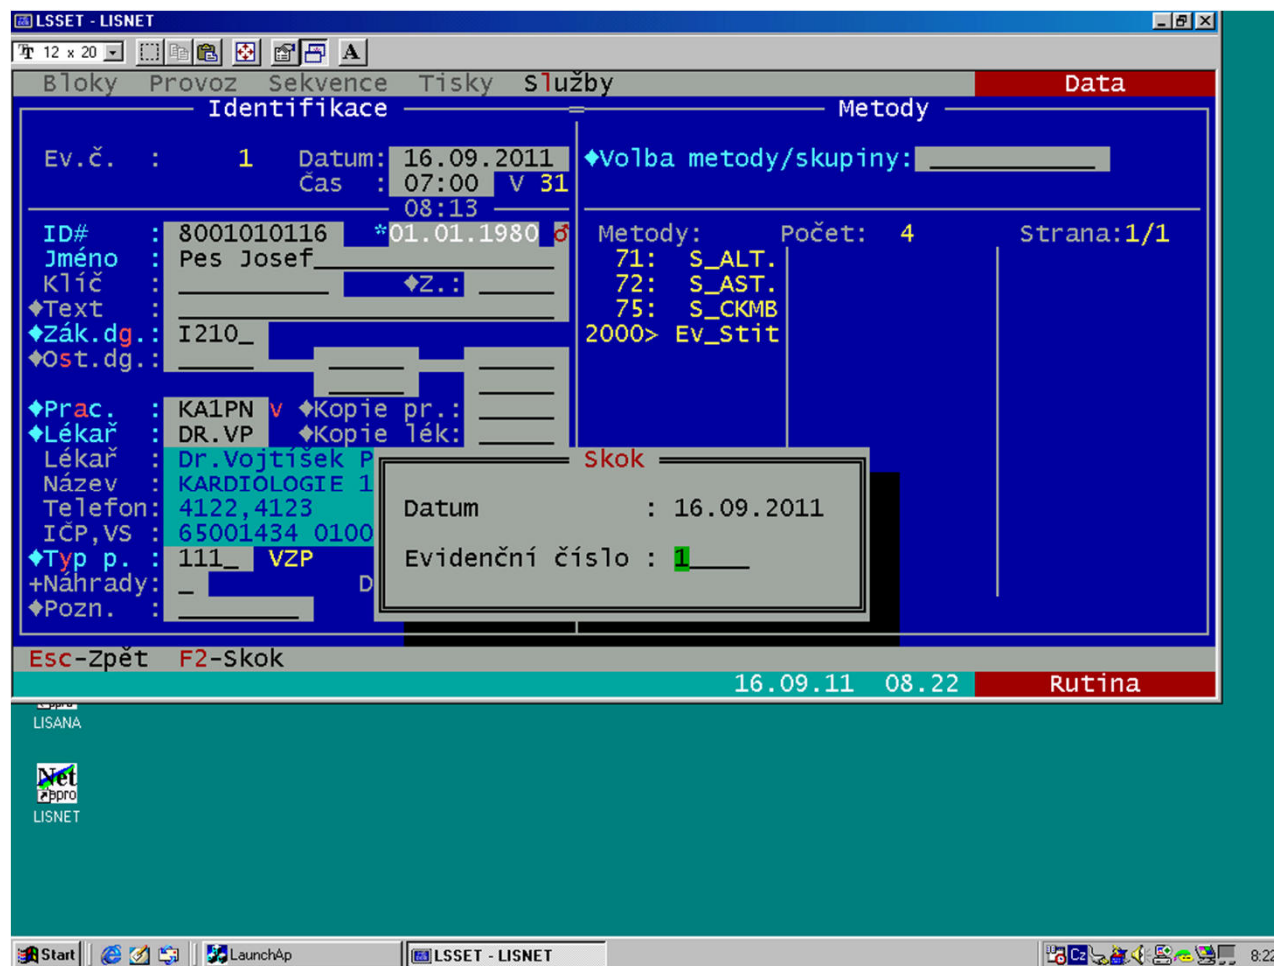 LSSET - LISNET
12 x 20
A
Bloky Provoz Sekvence Tisky Služby Data
Identifikace Metody
Ev.č. : 1 Datum: 16.09.2011 Volba metody/skupiny:
Čas : 07:00 V 31
08:13
ID# : 8001010116 *01.01.1980 ♂ Metody: Počet: 4 Strana:1/1
Jméno : Pes Josef 71: S_ALT.
Klíč : Z.: 72: S_AST.
Text : 75: S_CKMB
Zák.dg.: I210_ 2000> Ev_Stit
Ost.dg.:
Prac. : KA1PN v Kopie pr.:
Lékař : DR.VP Kopie lék:
Lékař : Dr.Vojtíšek P
Název : KARDIOLOGIE 1
Telefon: 4122,4123
IČP,VS : 65001434 0100
Typ p. : 111_ VZP
+Náhrady: _ D
Pozn. :
Skok
Datum : 16.09.2011
Evidenční číslo : 1
Esc-Zpět F2-Skok
16.09.11 08.22 Rutina
LISANA
Net
ppro
LISNET
Start LaunchAp LSSET - LISNET Cz 8:22